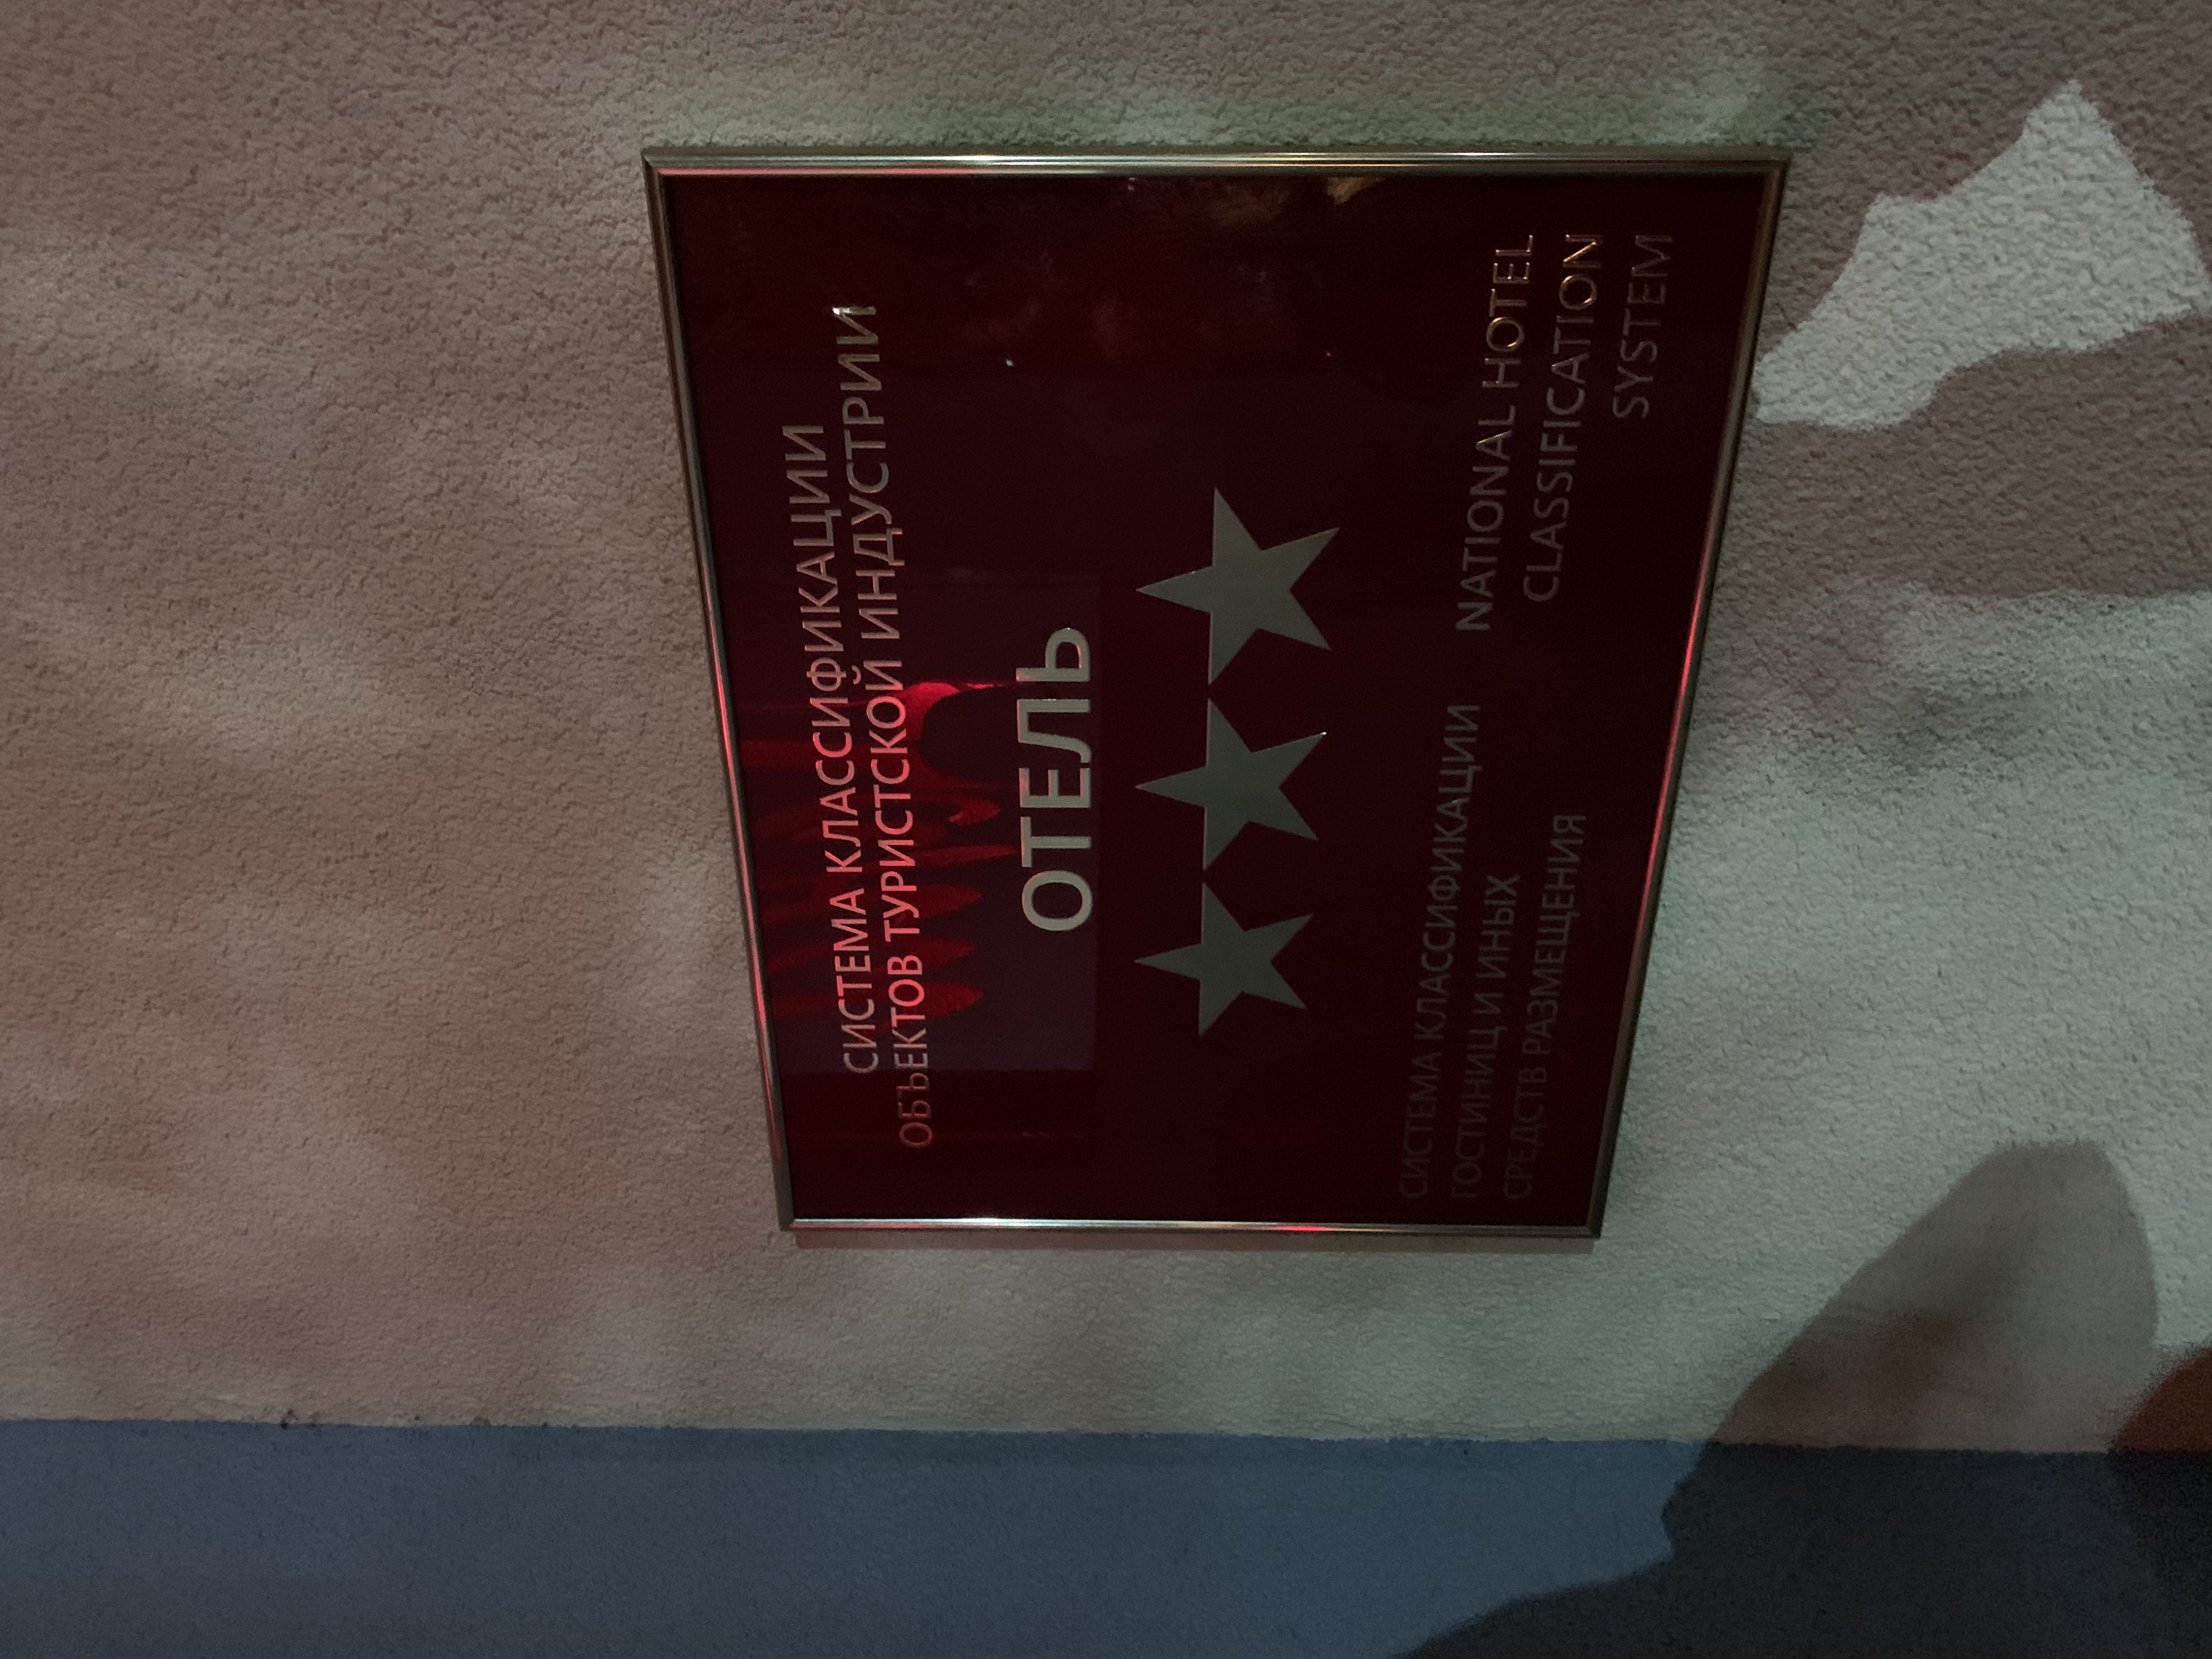 СИСТЕМА КЛАССИФИКАЦИИ
ОБЪЕКТОВ ТУРИСТСКОЙ ИНДУСТРИИ
ОТЕЛЬ
СИСТЕМА КЛАССИФИКАЦИИ
ГОСТИНИЦ И ИНЫХ
СРЕДСТВ РАЗМЕЩЕНИЯ
NATIONAL HOTEL
CLASSIFICATION
SYSTEM